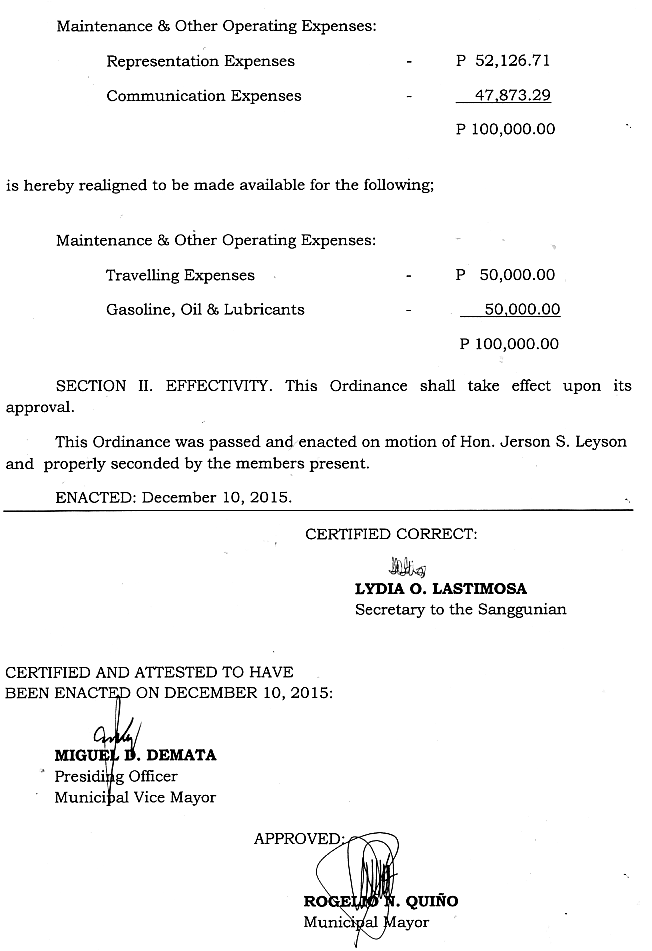 Maintenance & Other Operating Expenses:
Representation Expenses - P 52,126.71
Communication Expenses - 47,873.29
P 100,000.00
is hereby realigned to be made available for the following;
Maintenance & Other Operating Expenses:
Travelling Expenses - P 50,000.00
Gasoline, Oil & Lubricants - 50,000.00
P 100,000.00
SECTION II. EFFECTIVITY. This Ordinance shall take effect upon its
approval.
This Ordinance was passed and enacted on motion of Hon. Jerson S. Leyson
and properly seconded by the members present.
ENACTED: December 10, 2015.
CERTIFIED CORRECT:
LYDIA O. LASTIMOSA
Secretary to the Sanggunian
CERTIFIED AND ATTESTED TO HAVE
BEEN ENACTED ON DECEMBER 10, 2015:
MIGUEL D. DEMATA
Presiding Officer
Municipal Vice Mayor
APPROVED:
ROGELIO N. QUIÑO
Municipal Mayor